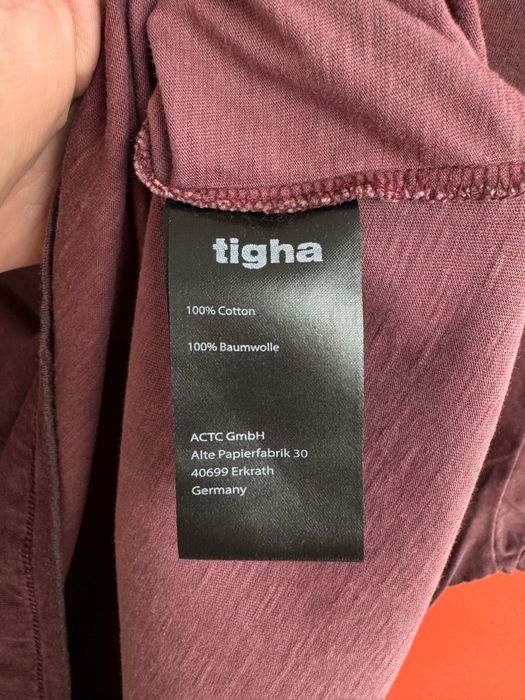 tigha
100% Cotton
100% Baumwolle
ACTC GmbH
Alte Papierfabrik 30
40699 Erkrath
Germany